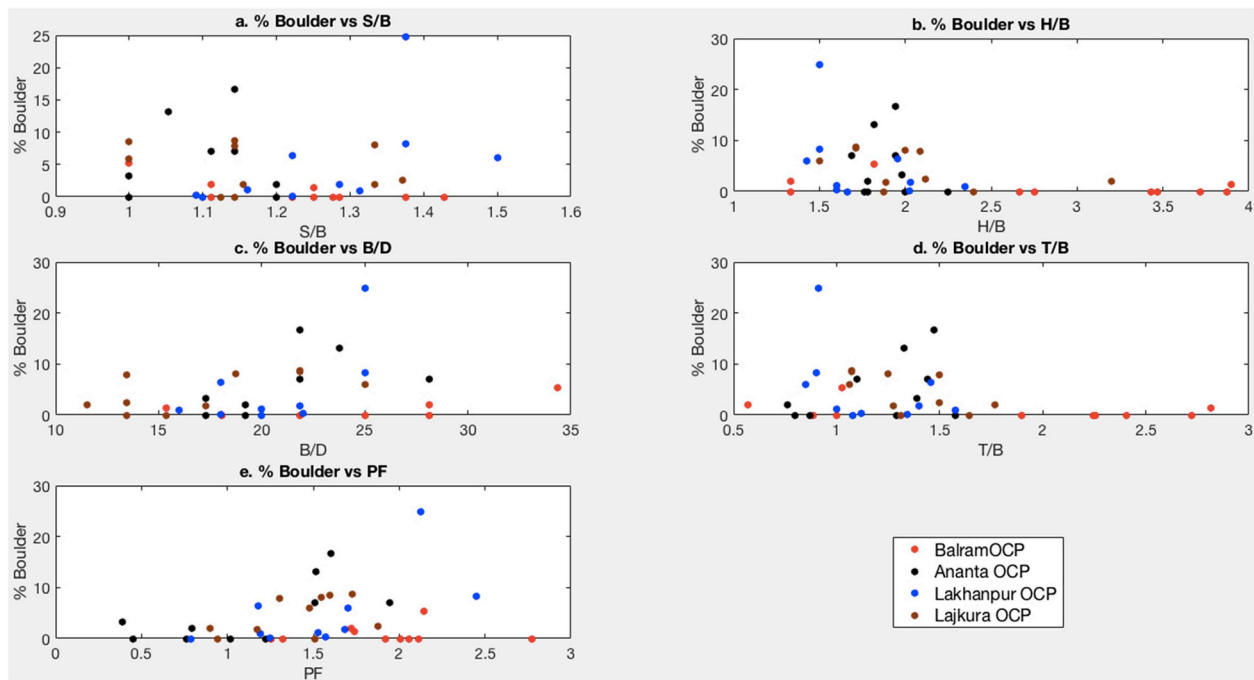 a. % Boulder vs S/B
25
20
15
10
5
0
% Boulder
0.9 1 1.1 1.2 1.3 1.4 1.5 1.6
S/B
b. % Boulder vs H/B
30
20
10
0
% Boulder
1 1.5 2 2.5 3 3.5 4
H/B
c. % Boulder vs B/D
30
20
10
0
% Boulder
10 15 20 25 30 35
B/D
d. % Boulder vs T/B
30
20
10
0
% Boulder
0.5 1 1.5 2 2.5 3
T/B
e. % Boulder vs PF
30
20
10
0
% Boulder
0 0.5 1 1.5 2 2.5 3
PF
BalramOCP
Ananta OCP
Lakhanpur OCP
Lajkura OCP